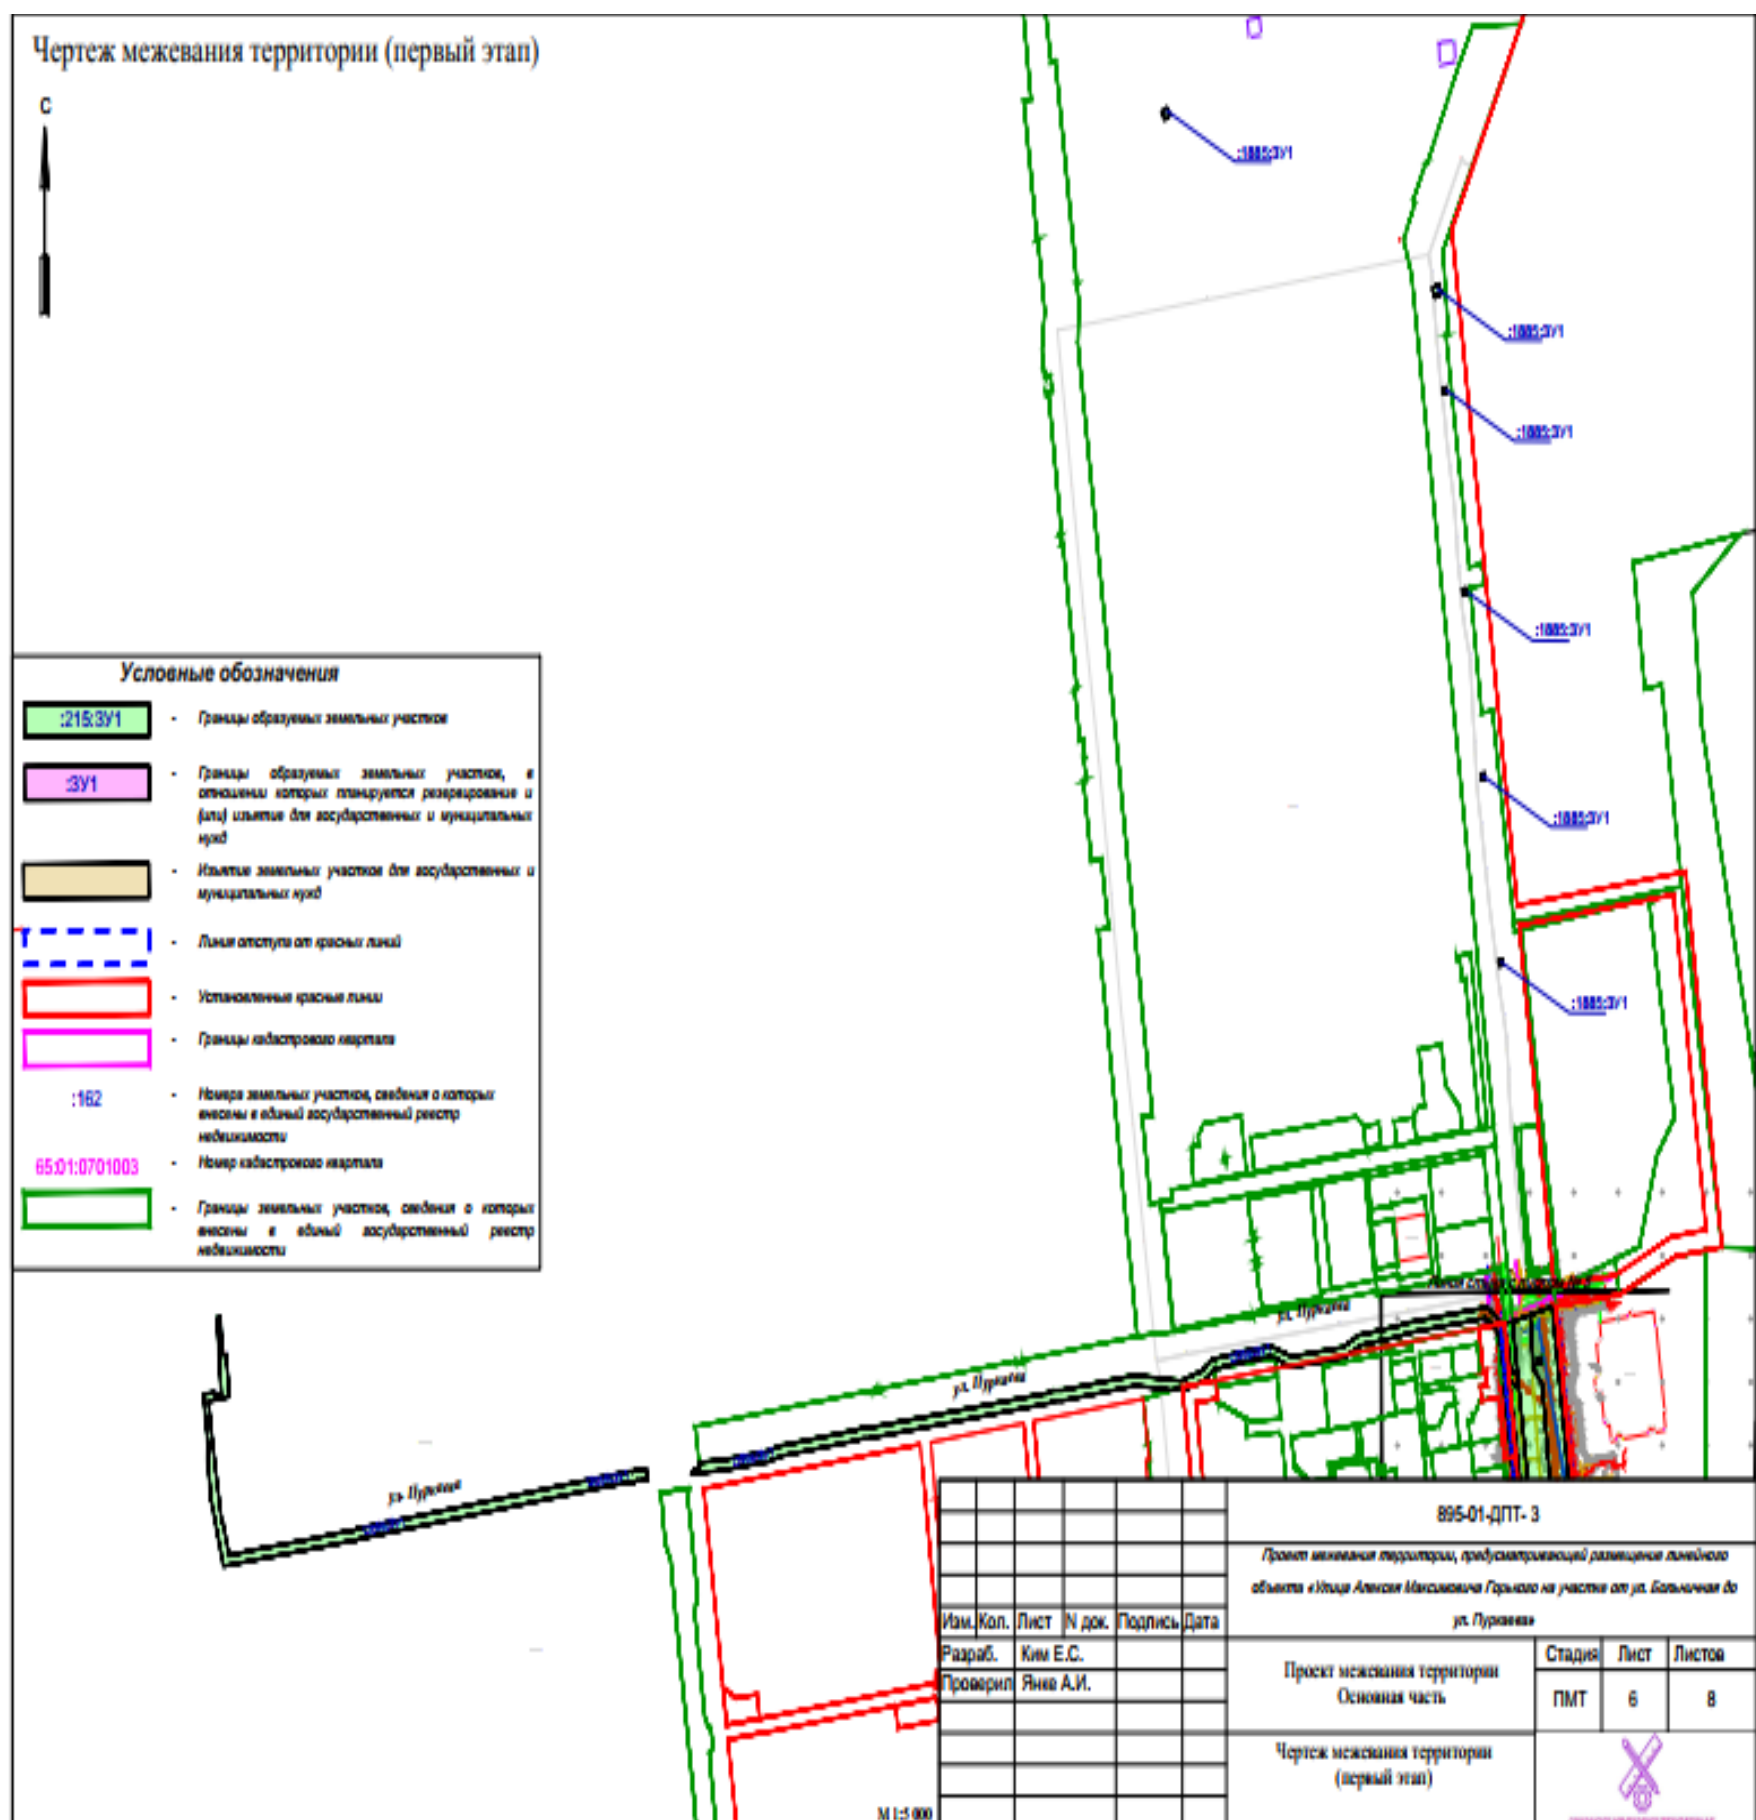 Чертеж межевания территории (первый этап)
С
:1885:ЗУ1
:1885:ЗУ1
:1885:ЗУ1
:1885:ЗУ1
:1885:ЗУ1
:1885:ЗУ1
Условные обозначения
:215:ЗУ1 - Границы образуемых земельных участков
:ЗУ1 - Границы образуемых земельных участков, в
отношении которых планируется резервирование и
(или) изъятие для государственных и муниципальных
нужд
- Изъятие земельных участков для государственных и
муниципальных нужд
- Линия отступа от красных линий
- Установленные красные линии
- Границы кадастрового квартала
:162 - Номера земельных участков, сведения о которых
внесены в единый государственный реестр
недвижимости
65:01:0701003 - Номер кадастрового квартала
- Границы земельных участков, сведения о которых
внесены в единый государственный реестр
недвижимости
ул. Пуркаева
ул. Пуркаева
ул. Пуркаева
895-01-ДПТ- 3
Проект межевания территории, предусматривающей размещение линейного
объекта «Улица Алексея Максимовича Горького на участке от ул. Больничная до
ул. Пуркаева»
Изм. Кол. Лист N док. Подпись Дата
Разраб. Ким Е.С.
Проверил Янке А.И.
Проект межевания территории
Основная часть
Стадия Лист Листов
ПМТ 6 8
Чертеж межевания территории
(первый этап)
М 1:5 000